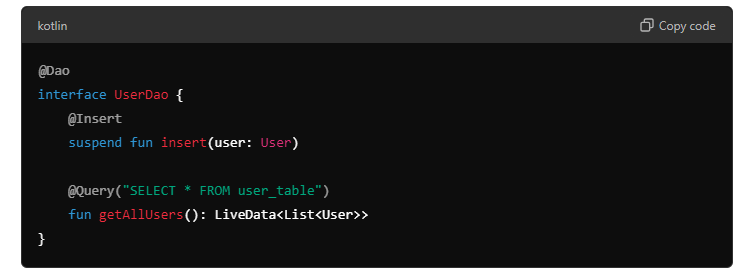 kotlin
Copy code
@Dao
interface UserDao {
    @Insert
    suspend fun insert(user: User)
    @Query("SELECT * FROM user_table")
    fun getAllUsers(): LiveData<List<User>>
}